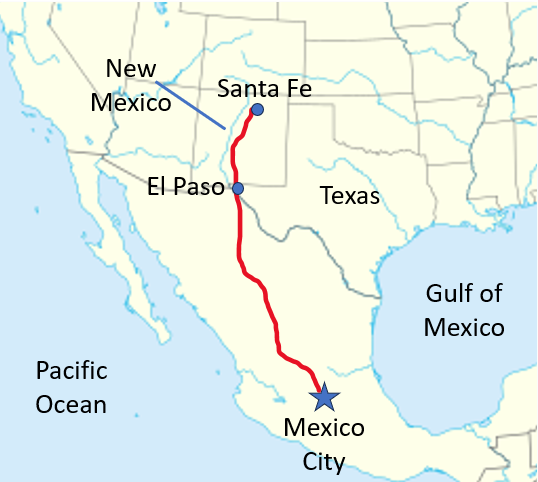 New
Mexico
Santa Fe
El Paso
Texas
Gulf of
Mexico
Pacific
Ocean
Mexico
City